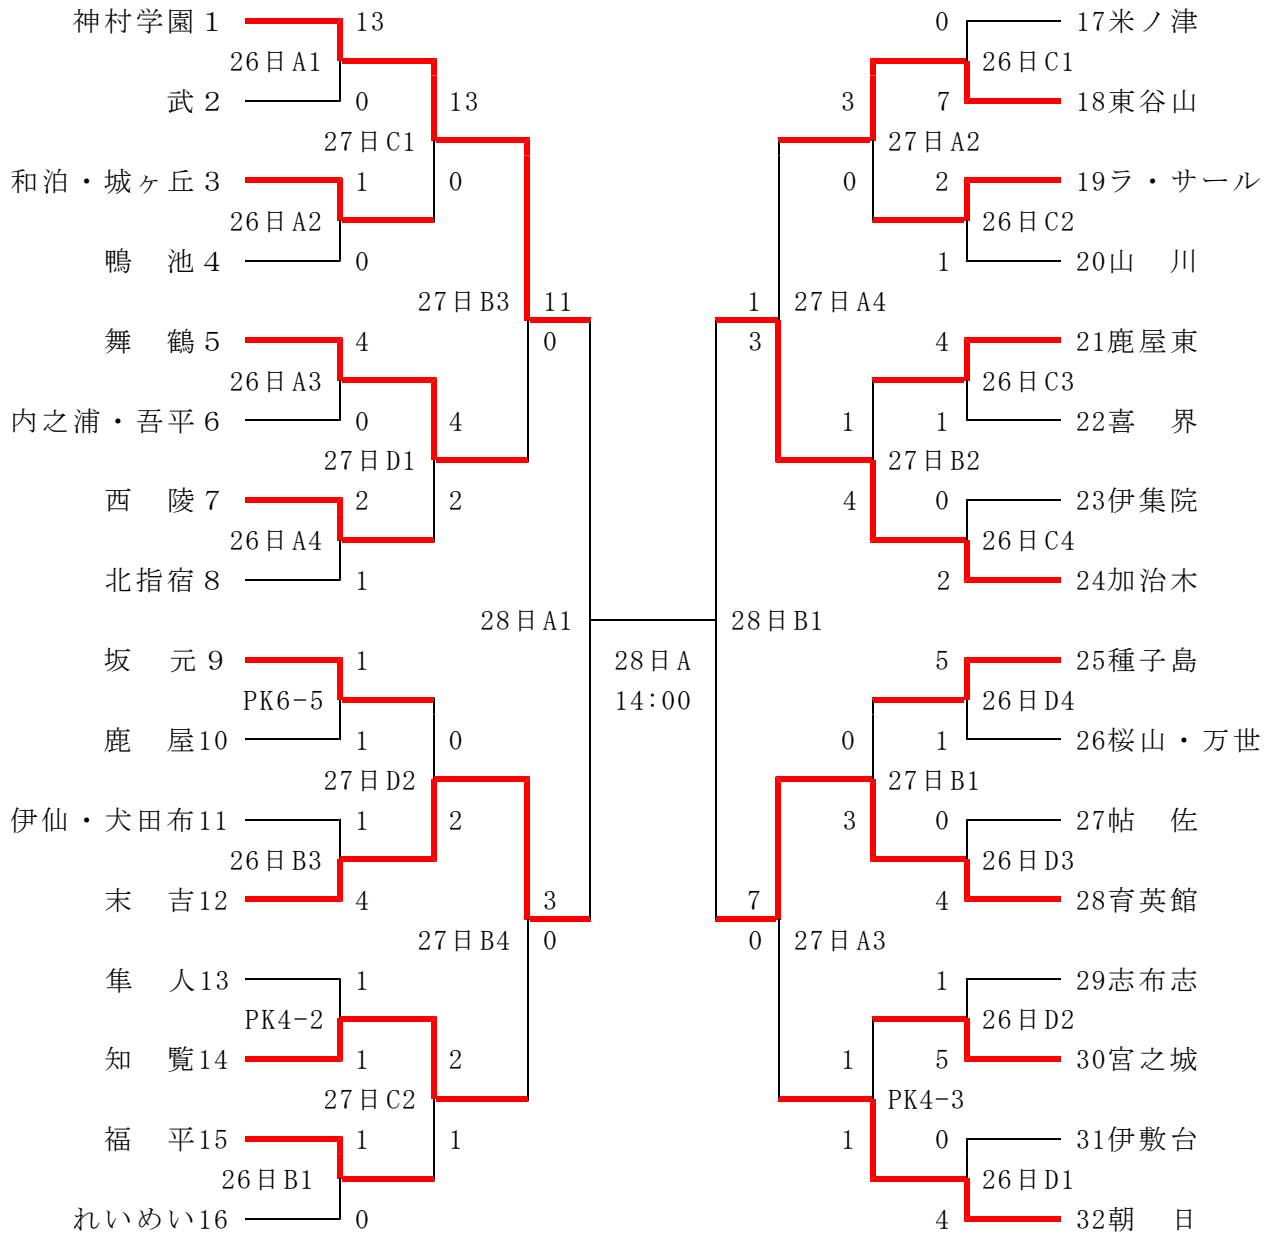 神村学園 1 13 0 17米ノ津
26日A1 26日C1
武 2 0 13 3 7 18東谷山
27日C1 27日A2
和泊・城ヶ丘 3 1 0 0 2 19ラ・サール
26日A2 26日C2
鴨　池 4 0 1 20山　川
27日B3 11 1 27日A4
舞　鶴 5 4 0 3 4 21鹿屋東
26日A3 26日C3
内之浦・吾平 6 0 4 1 1 22喜　界
27日D1 27日B2
西　陵 7 2 2 4 0 23伊集院
26日A4 26日C4
北指宿 8 1 2 24加治木
28日A1 28日B1
坂　元 9 1 28日A 5 25種子島
PK6-5 14:00 26日D4
鹿　屋10 1 0 0 1 26桜山・万世
27日D2 27日B1
伊仙・犬田布11 1 2 3 0 27帖　佐
26日B3 26日D3
末　吉12 4 3 7 4 28育英館
27日B4 0 0 27日A3
隼　人13 1 1 29志布志
PK4-2 26日D2
知　覧14 1 2 1 5 30宮之城
27日C2 PK4-3
福　平15 1 1 1 0 31伊敷台
26日B1 26日D1
れいめい16 0 4 32朝　日